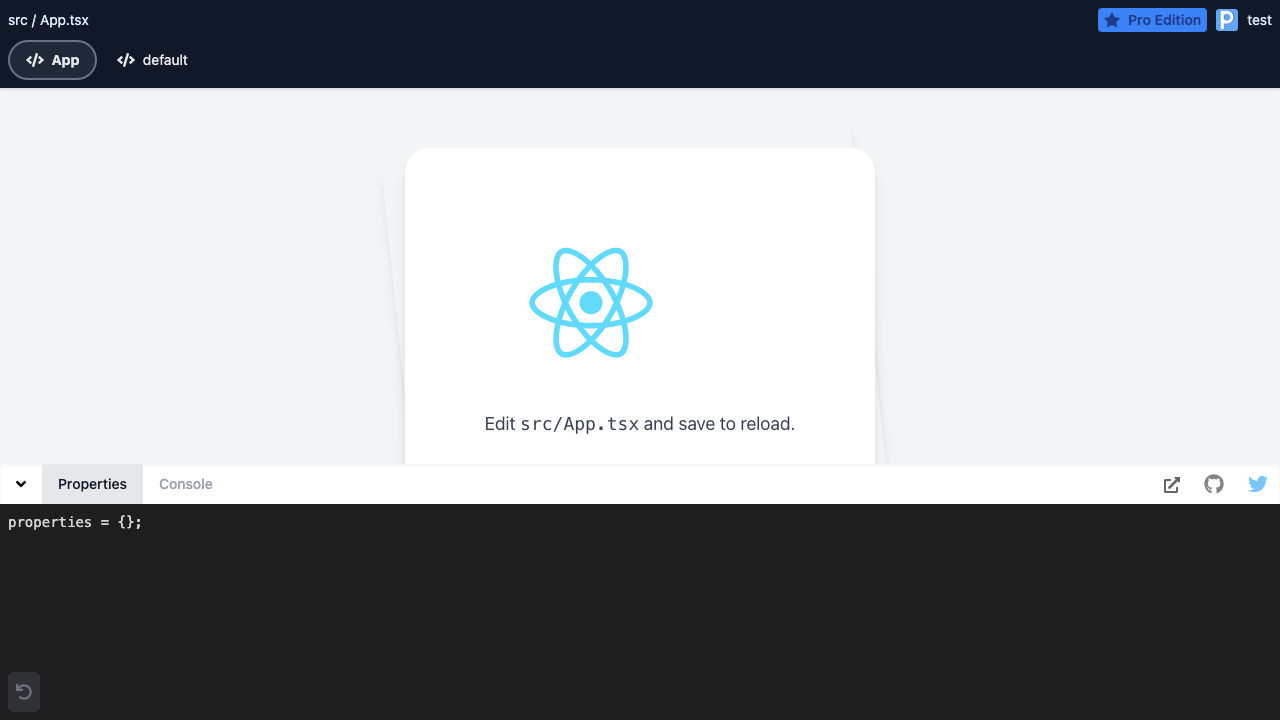 src / App.tsx
Pro Edition
test
App
default
Edit src/App.tsx and save to reload.
Properties
Console
properties = {};